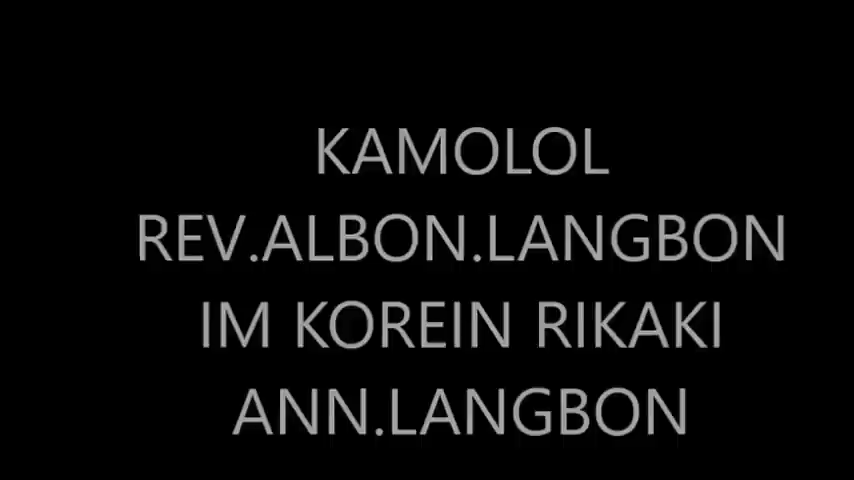 KAMOLOL
REV.ALBON.LANGBON
IM KOREIN RIKAKI
ANN.LANGBON